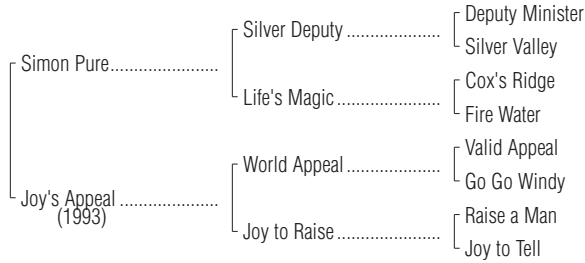 Deputy Minister
Silver Deputy ...................
Silver Valley
Simon Pure......................
Cox's Ridge
Life's Magic .....................
Fire Water
Valid Appeal
World Appeal ...................
Go Go Windy
Joy's Appeal ....................
(1993)
Raise a Man
Joy to Raise .....................
Joy to Tell